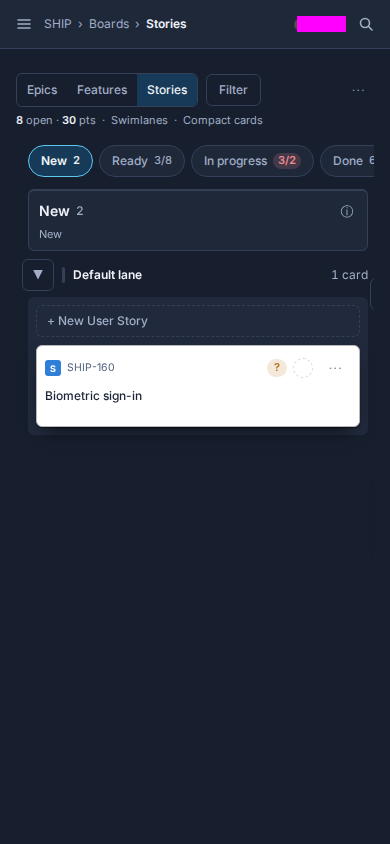 SHIP › Boards › Stories
Epics Features Stories Filter ...
8 open · 30 pts · Swimlanes · Compact cards
New 2 Ready 3/8 In progress 3/2 Done
New 2
New
Default lane 1 card
+ New User Story
S SHIP-160 ? ...
Biometric sign-in